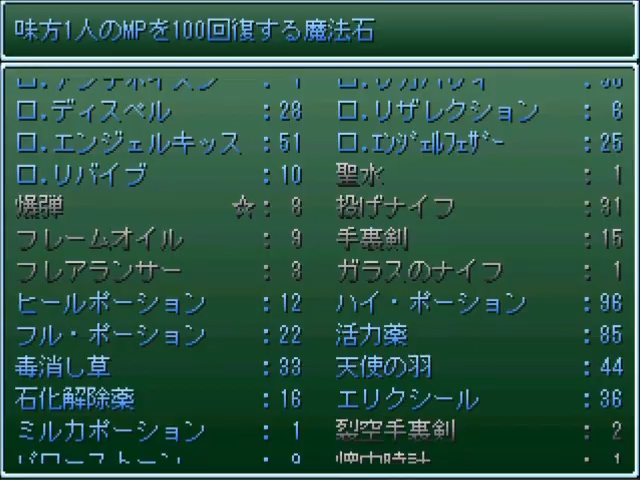 味方1人のMPを100回復する魔法石
ロ.ディスペル : 28 ロ.リザレクション : 6
ロ.エンジェルキッス : 51 ロ.エンジェルフェザー : 25
ロ.リバイブ : 10 聖水 : 1
爆弾 ☆: 8 投げナイフ : 31
フレームオイル : 9 手裏剣 : 15
フレアランサー : 3 ガラスのナイフ : 1
ヒールポーション : 12 ハイ・ポーション : 96
フル・ポーション : 22 活力薬 : 85
毒消し草 : 33 天使の羽 : 44
石化解除薬 : 16 エリクシール : 36
ミルカポーション : 1 裂空手裏剣 : 2